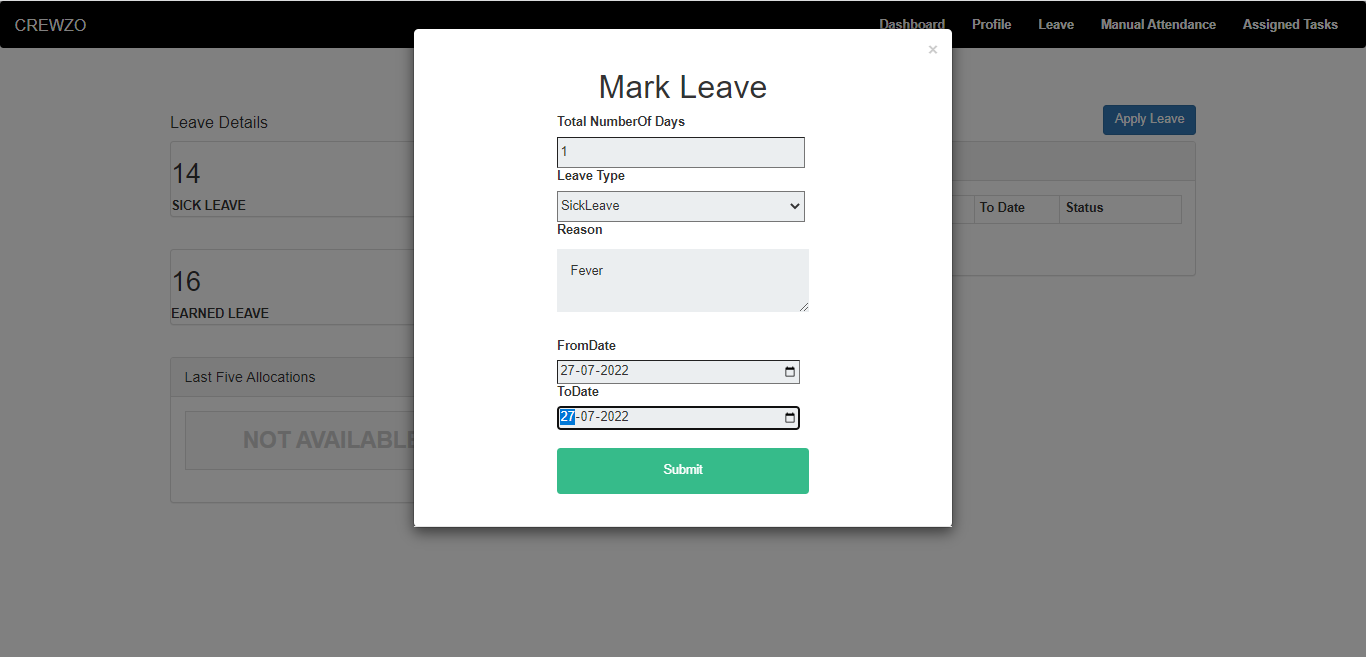 CREWZO
Dashboard Profile Leave Manual Attendance Assigned Tasks
×
Mark Leave
Total NumberOf Days
1
Leave Type
SickLeave
Reason
Fever
FromDate
27-07-2022
ToDate
27-07-2022
Submit
Leave Details
Apply Leave
14
SICK LEAVE
16
EARNED LEAVE
Last Five Allocations
NOT AVAILABLE
To Date Status